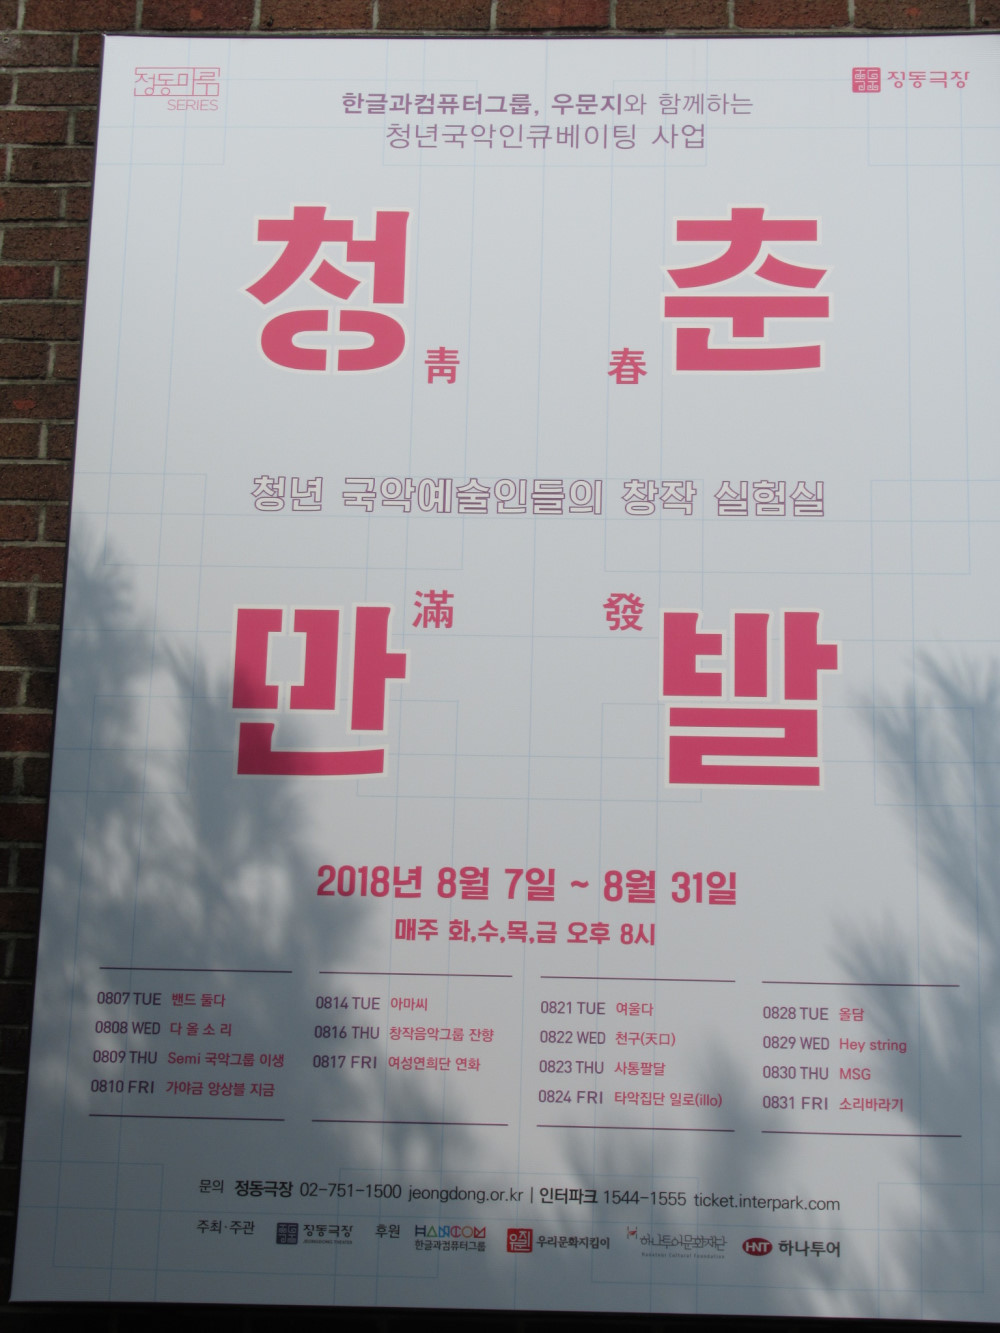 정동마루
SERIES
정동극장
한글과컴퓨터그룹, 우문지와 함께하는
청년국악인큐베이팅 사업
청춘
靑春
청년 국악예술인들의 창작 실험실
滿發
만발
2018년 8월 7일 ~ 8월 31일
매주 화,수,목,금 오후 8시
0807 TUE 밴드 둘다
0808 WED 다 올 소 리
0809 THU Semi 국악그룹 이생
0810 FRI 가야금 앙상블 지금
0814 TUE 아마씨
0816 THU 창작음악그룹 잔향
0817 FRI 여성연희단 연화
0821 TUE 여울다
0822 WED 천구(天口)
0823 THU 사통팔달
0824 FRI 타악집단 일로(illo)
0828 TUE 올담
0829 WED Hey string
0830 THU MSG
0831 FRI 소리바라기
문의 정동극장 02-751-1500 jeongdong.or.kr | 인터파크 1544-1555 ticket.interpark.com
주최·주관 정동극장 후원 HANCOM 한글과컴퓨터그룹 우리문화지킴이 하나투어문화재단 HNT 하나투어